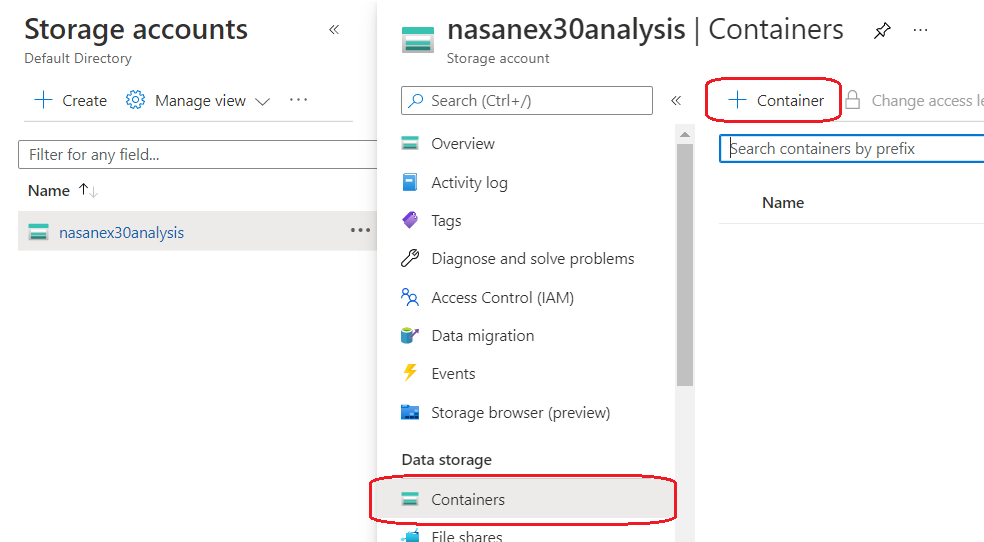 Storage accounts
Default Directory
Create Manage view
Filter for any field...
Name
nasanex30analysis
nasanex30analysis | Containers
Storage account
Search (Ctrl+/)
Overview
Activity log
Tags
Diagnose and solve problems
Access Control (IAM)
Data migration
Events
Storage browser (preview)
Data storage
Containers
File shares
Container Change access le
Search containers by prefix
Name